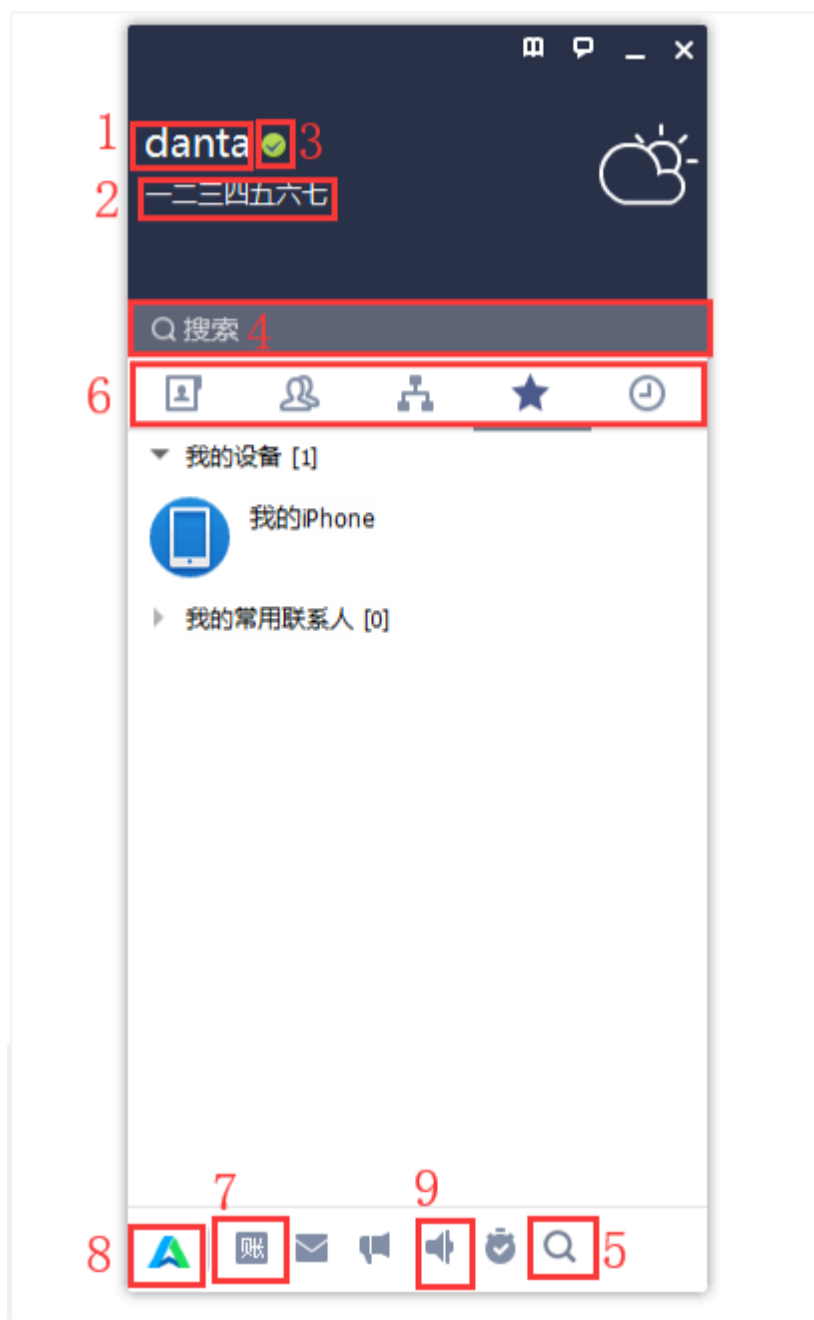 1 danta 3
2 一二三四五六七
搜索 4
6
我的设备 [1]
我的iPhone
我的常用联系人 [0]
7 9
8 账 5